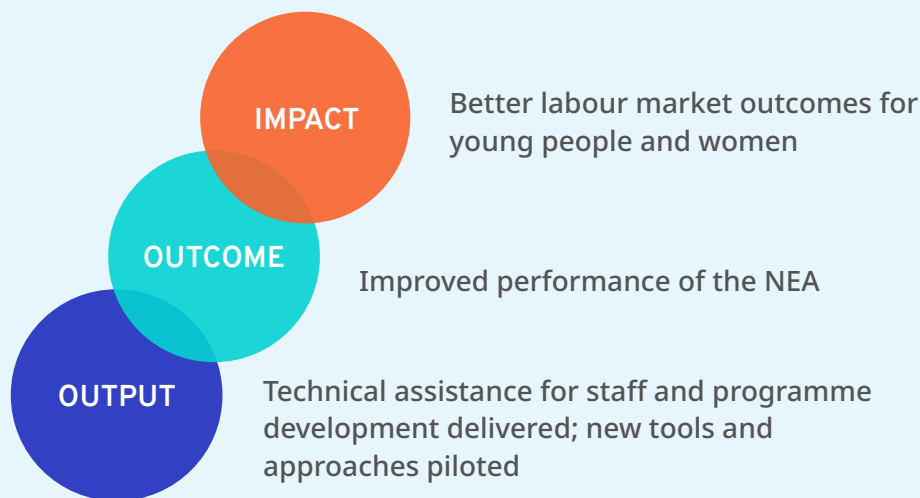 IMPACT
Better labour market outcomes for
young people and women
OUTCOME
Improved performance of the NEA
OUTPUT
Technical assistance for staff and programme
development delivered; new tools and
approaches piloted